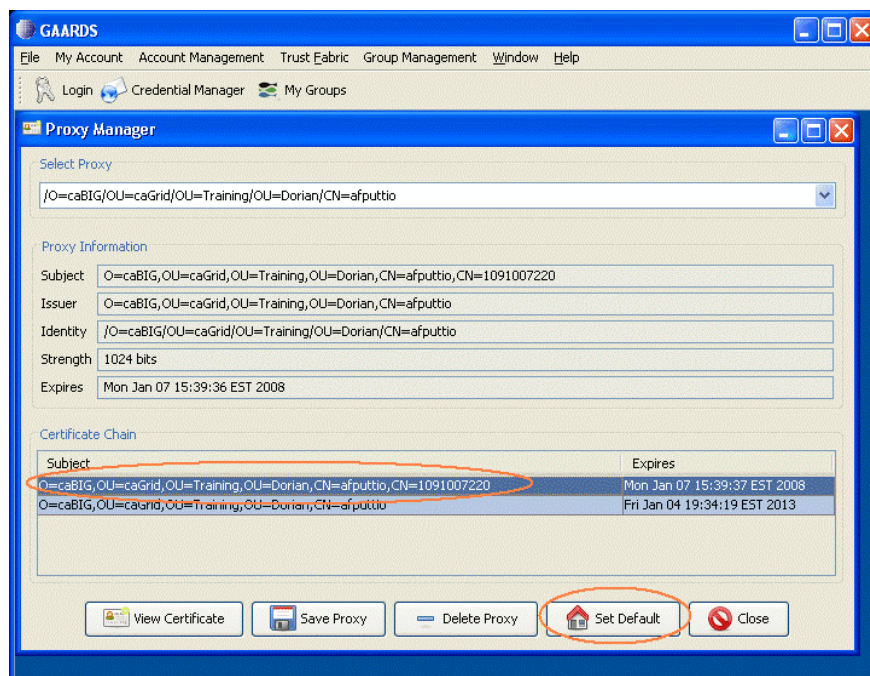 GAARDS
File My Account Account Management Trust Fabric Group Management Window Help
Login Credential Manager My Groups
Proxy Manager
Select Proxy
/O=caBIG/OU=caGrid/OU=Training/OU=Dorian/CN=afputtio
Proxy Information
Subject O=caBIG,OU=caGrid,OU=Training,OU=Dorian,CN=afputtio,CN=1091007220
Issuer O=caBIG,OU=caGrid,OU=Training,OU=Dorian,CN=afputtio
Identity /O=caBIG/OU=caGrid/OU=Training/OU=Dorian/CN=afputtio
Strength 1024 bits
Expires Mon Jan 07 15:39:36 EST 2008
Certificate Chain
Subject Expires
O=caBIG,OU=caGrid,OU=Training,OU=Dorian,CN=afputtio,CN=1091007220 Mon Jan 07 15:39:37 EST 2008
O=caBIG,OU=caGrid,OU=Training,OU=Dorian,CN=afputtio Fri Jan 04 19:34:19 EST 2013
View Certificate Save Proxy Delete Proxy Set Default Close